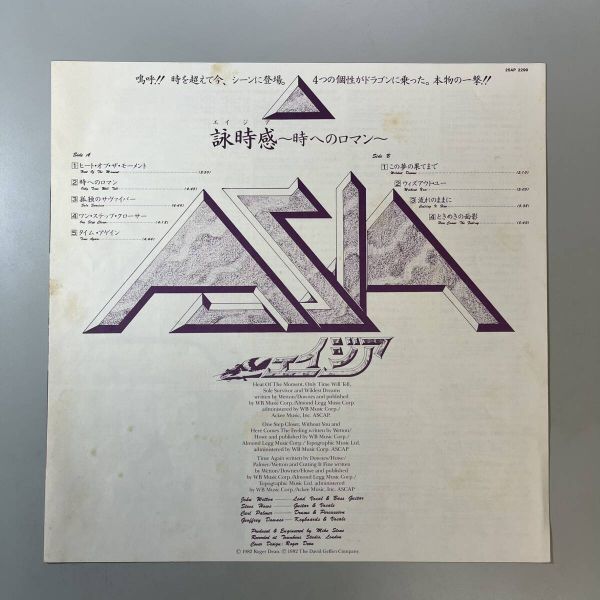 25AP 2299
嗚呼!! 時を超えて今、シーンに登場。 4つの個性がドラゴンに乗った。本物の一撃!!
エイジア
詠時感〜時へのロマン〜
Side A
1 ヒート・オブ・ザ・モーメント
Heat Of The Moment
2 時へのロマン
Only Time Will Tell
3 孤独のサヴァイバー
Sole Survivor
4 ワン・ステップ・クローサー
One Step Closer
5 タイム・アゲイン
Time Again
Side B
1 この夢の果てまで
Wildest Dreams
2 ウィズアウト・ユー
Without You
3 流れのままに
Cutting It Fine
4 ときめきの面影
Here Comes The Feeling
ASIA
エイジア
Heat Of The Moment, Only Time Will Tell,
Sole Survivor and Wildest Dreams
written by Wetton/Downes and published
by WB Music Corp./Almond Legg Music Corp.
administered by WB Music Corp./
Ackee Music, Inc. ASCAP.
One Step Closer, Without You and
Here Comes The Feeling written by Wetton/
Howe and published by WB Music Corp./
Almond Legg Music Corp./Topographic Music Ltd.
administered by WB Music Corp. ASCAP.
Time Again written by Downes/Howe/
Palmer/Wetton and Cutting It Fine written
by Wetton/Downes/Howe and published
by WB Music Corp./Almond Legg Music Corp./
Topographic Music Ltd. administered
by WB Music Corp./Ackee Music, Inc. ASCAP.
John Wetton — Lead Vocal & Bass Guitar
Steve Howe — Guitar & Vocals
Carl Palmer — Drums & Percussion
Geoffrey Downes — Keyboards & Vocals
Produced & Engineered by Mike Stone
Recorded at Townhouse Studio, London
Cover Design: Roger Dean
© 1982 Roger Dean. © 1982 The David Geffen Company.